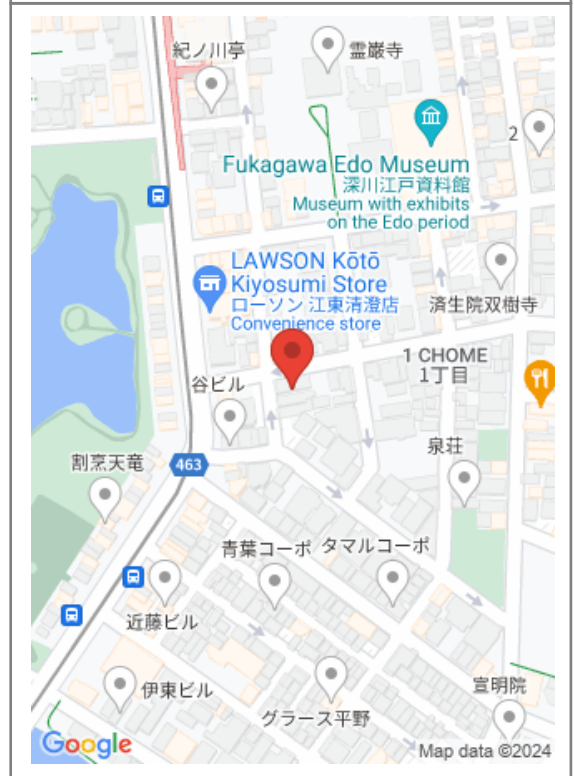 紀ノ川亭
霊巌寺
2
Fukagawa Edo Museum
深川江戸資料館
Museum with exhibits
on the Edo period
LAWSON Kōtō
Kiyosumi Store
ローソン 江東清澄店
Convenience store
済生院双樹寺
1 CHOME
1丁目
谷ビル
泉荘
割烹天竜
463
青葉コーポ
タマルコーポ
近藤ビル
伊東ビル
宣明院
グラース平野
Google
Map data ©2024